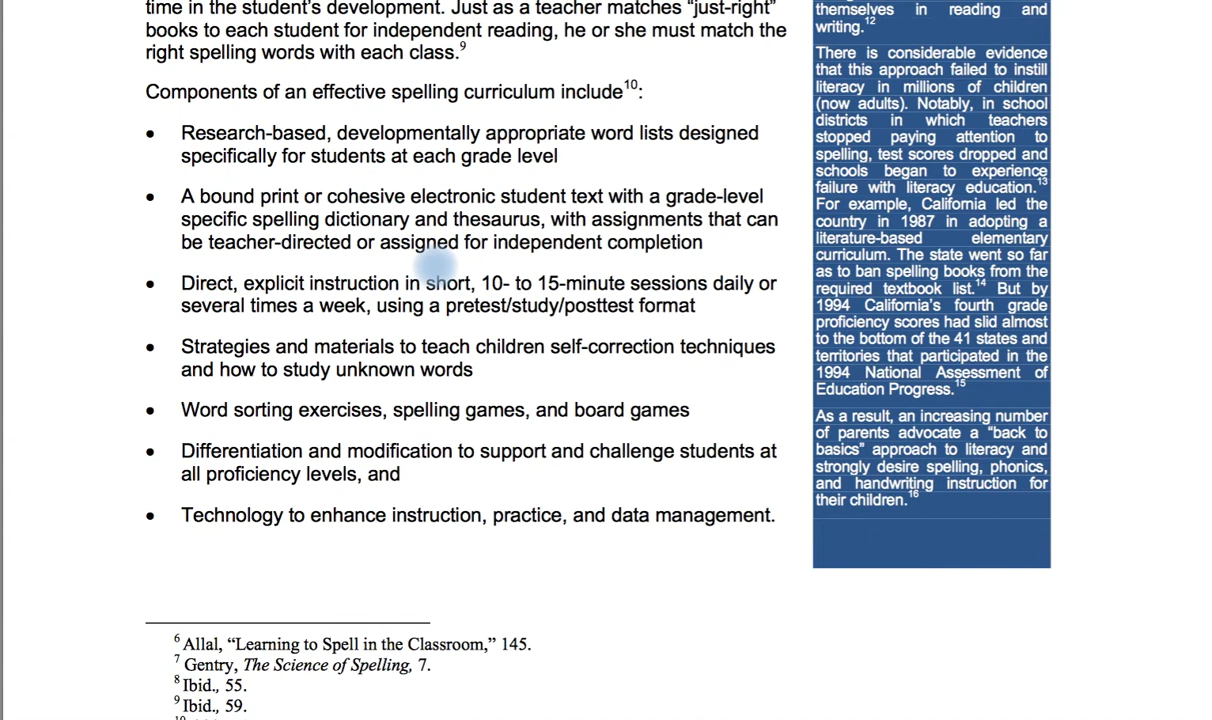 time in the student's development. Just as a teacher matches "just-right"
books to each student for independent reading, he or she must match the
right spelling words with each class.9
Components of an effective spelling curriculum include10:
• Research-based, developmentally appropriate word lists designed
specifically for students at each grade level
• A bound print or cohesive electronic student text with a grade-level
specific spelling dictionary and thesaurus, with assignments that can
be teacher-directed or assigned for independent completion
• Direct, explicit instruction in short, 10- to 15-minute sessions daily or
several times a week, using a pretest/study/posttest format
• Strategies and materials to teach children self-correction techniques
and how to study unknown words
• Word sorting exercises, spelling games, and board games
• Differentiation and modification to support and challenge students at
all proficiency levels, and
• Technology to enhance instruction, practice, and data management.
6 Allal, "Learning to Spell in the Classroom," 145.
7 Gentry, The Science of Spelling, 7.
8 Ibid., 55.
9 Ibid., 59.
themselves in reading and
writing.12
There is considerable evidence
that this approach failed to instill
literacy in millions of children
(now adults). Notably, in school
districts in which teachers
stopped paying attention to
spelling, test scores dropped and
schools began to experience
failure with literacy education.13
For example, California led the
country in 1987 in adopting a
literature-based elementary
curriculum. The state went so far
as to ban spelling books from the
required textbook list.14 But by
1994 California's fourth grade
proficiency scores had slid almost
to the bottom of the 41 states and
territories that participated in the
1994 National Assessment of
Education Progress.15
As a result, an increasing number
of parents advocate a "back to
basics" approach to literacy and
strongly desire spelling, phonics,
and handwriting instruction for
their children.16